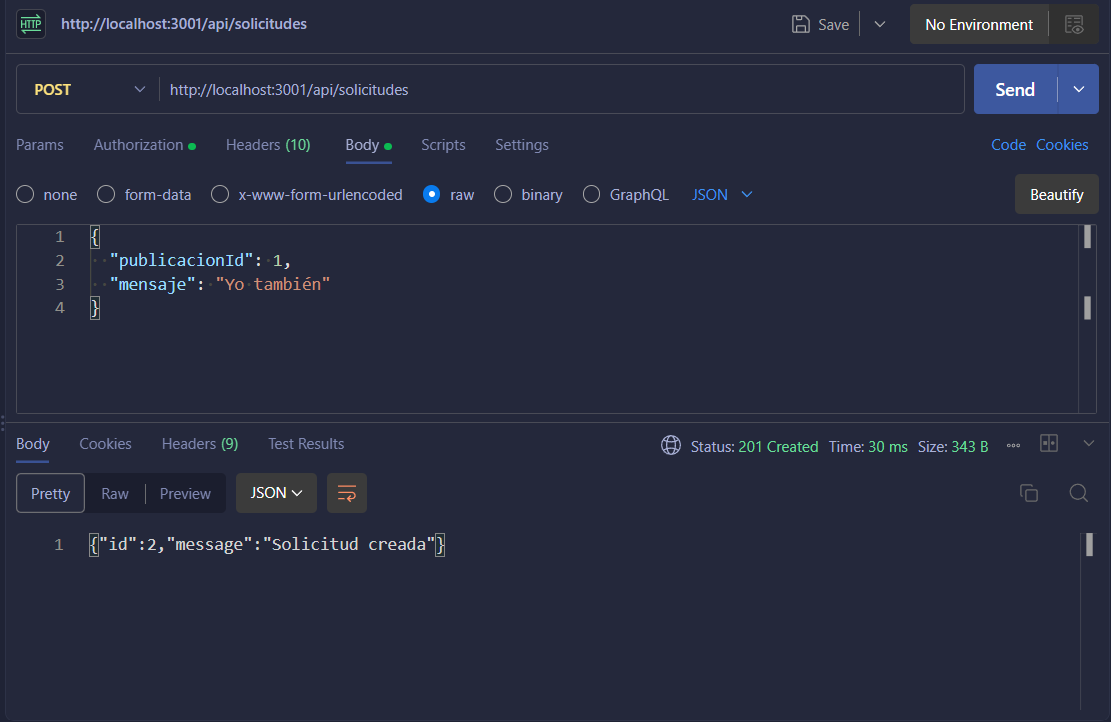 HTTP http://localhost:3001/api/solicitudes Save No Environment
POST http://localhost:3001/api/solicitudes Send
Params Authorization Headers (10) Body Scripts Settings Code Cookies
none form-data x-www-form-urlencoded raw binary GraphQL JSON Beautify
1 {
2 "publicacionId": 1,
3 "mensaje": "Yo también"
4 }
Body Cookies Headers (9) Test Results Status: 201 Created Time: 30 ms Size: 343 B
Pretty Raw Preview JSON
1 {"id":2,"message":"Solicitud creada"}